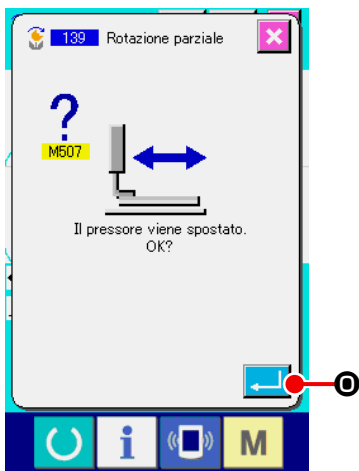 139 Rotazione parziale
?
M507
Il pressore viene spostato.
OK?
O
i
M